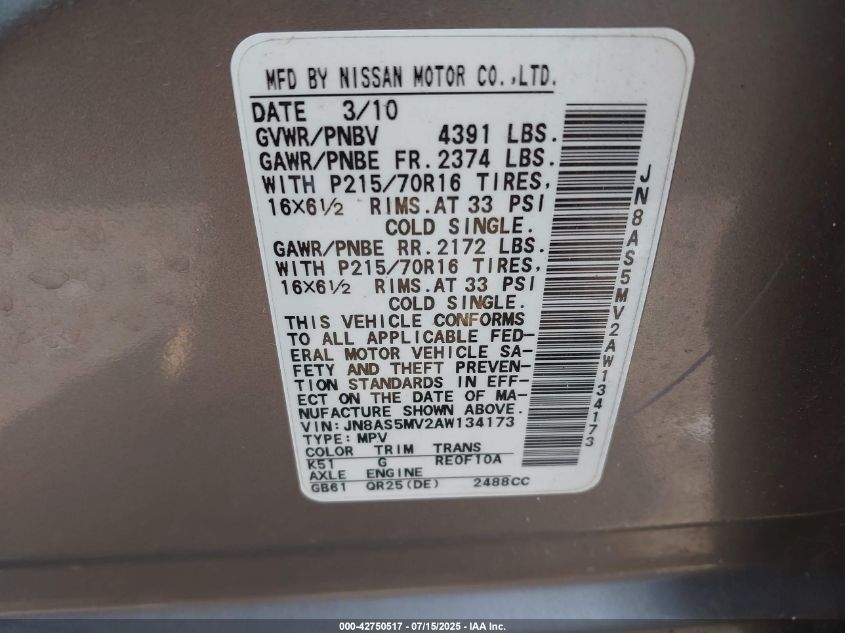 MFD BY NISSAN MOTOR CO.,LTD.
DATE 3/10
GVWR/PNBV 4391 LBS.
GAWR/PNBE FR. 2374 LBS.
WITH P215/70R16 TIRES,
16X6½ RIMS. AT 33 PSI
COLD SINGLE.
GAWR/PNBE RR. 2172 LBS.
WITH P215/70R16 TIRES,
16X6½ RIMS. AT 33 PSI
COLD SINGLE.
THIS VEHICLE CONFORMS
TO ALL APPLICABLE FED-
ERAL MOTOR VEHICLE SA-
FETY AND THEFT PREVEN-
TION STANDARDS IN EFF-
ECT ON THE DATE OF MA-
NUFACTURE SHOWN ABOVE.
VIN: JN8AS5MV2AW134173
TYPE: MPV
COLOR TRIM TRANS
K51 G RE0F10A
AXLE ENGINE
GB61 QR25(DE) 2488CC
JN8AS5MV2AW134173
000-42750517 - 07/15/2025 - IAA Inc.